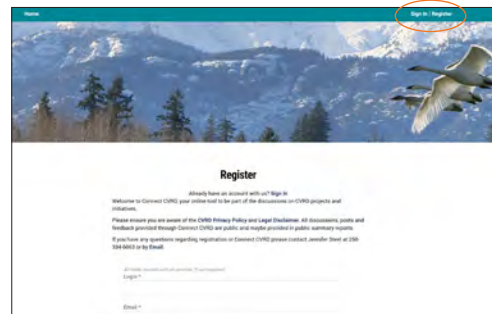 Home
Sign In | Register
Register
Already have an account with us? Sign in
Welcome to Connect CVRD, your online tool to be part of the discussions on CVRD projects and
initiatives.
Please ensure you are aware of the CVRD Privacy Policy and Legal Disclaimer. All discussions, posts and
feedback provided through Connect CVRD are public and maybe provided in public summary reports.
If you have any questions regarding registration or Connect CVRD please contact Jennifer Steel at 250-
334-6063 or by Email.
Login *
Email *